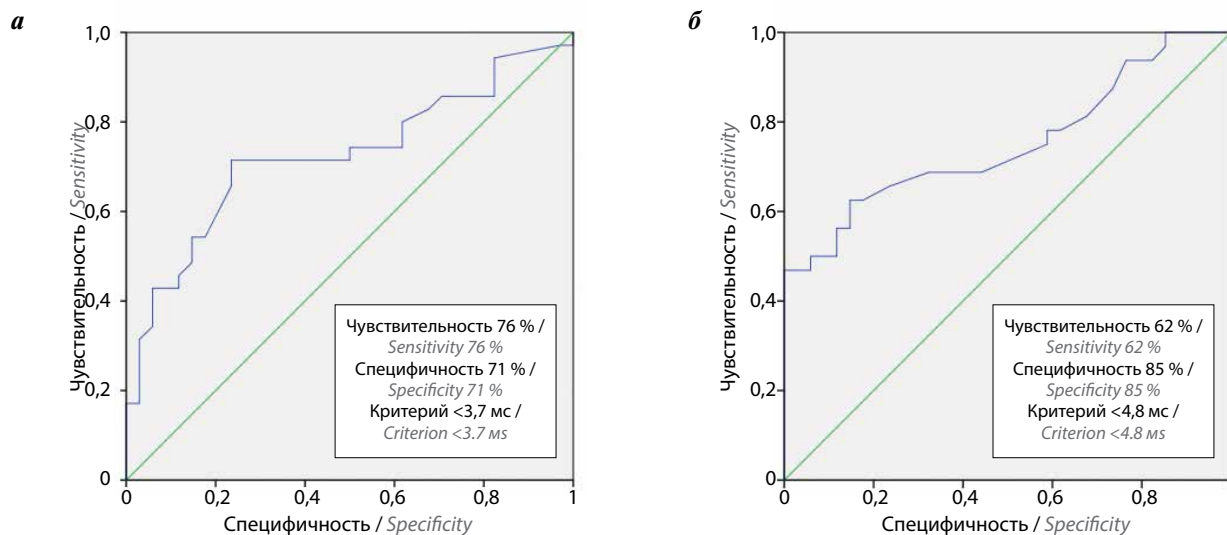 а
1,0
0,8
0,6
0,4
0,2
0
Чувствительность / Sensitivity
0
0,2
0,4
0,6
0,8
1
Специфичность / Specificity
Чувствительность 76 % /
Sensitivity 76 %
Специфичность 71 % /
Specificity 71 %
Критерий <3,7 мс /
Criterion <3.7 мs
б
1,0
0,8
0,6
0,4
0,2
0
Чувствительность / Sensitivity
0
0,2
0,4
0,6
0,8
Специфичность / Specificity
Чувствительность 62 % /
Sensitivity 62 %
Специфичность 85 % /
Specificity 85 %
Критерий <4,8 мс /
Criterion <4.8 мs